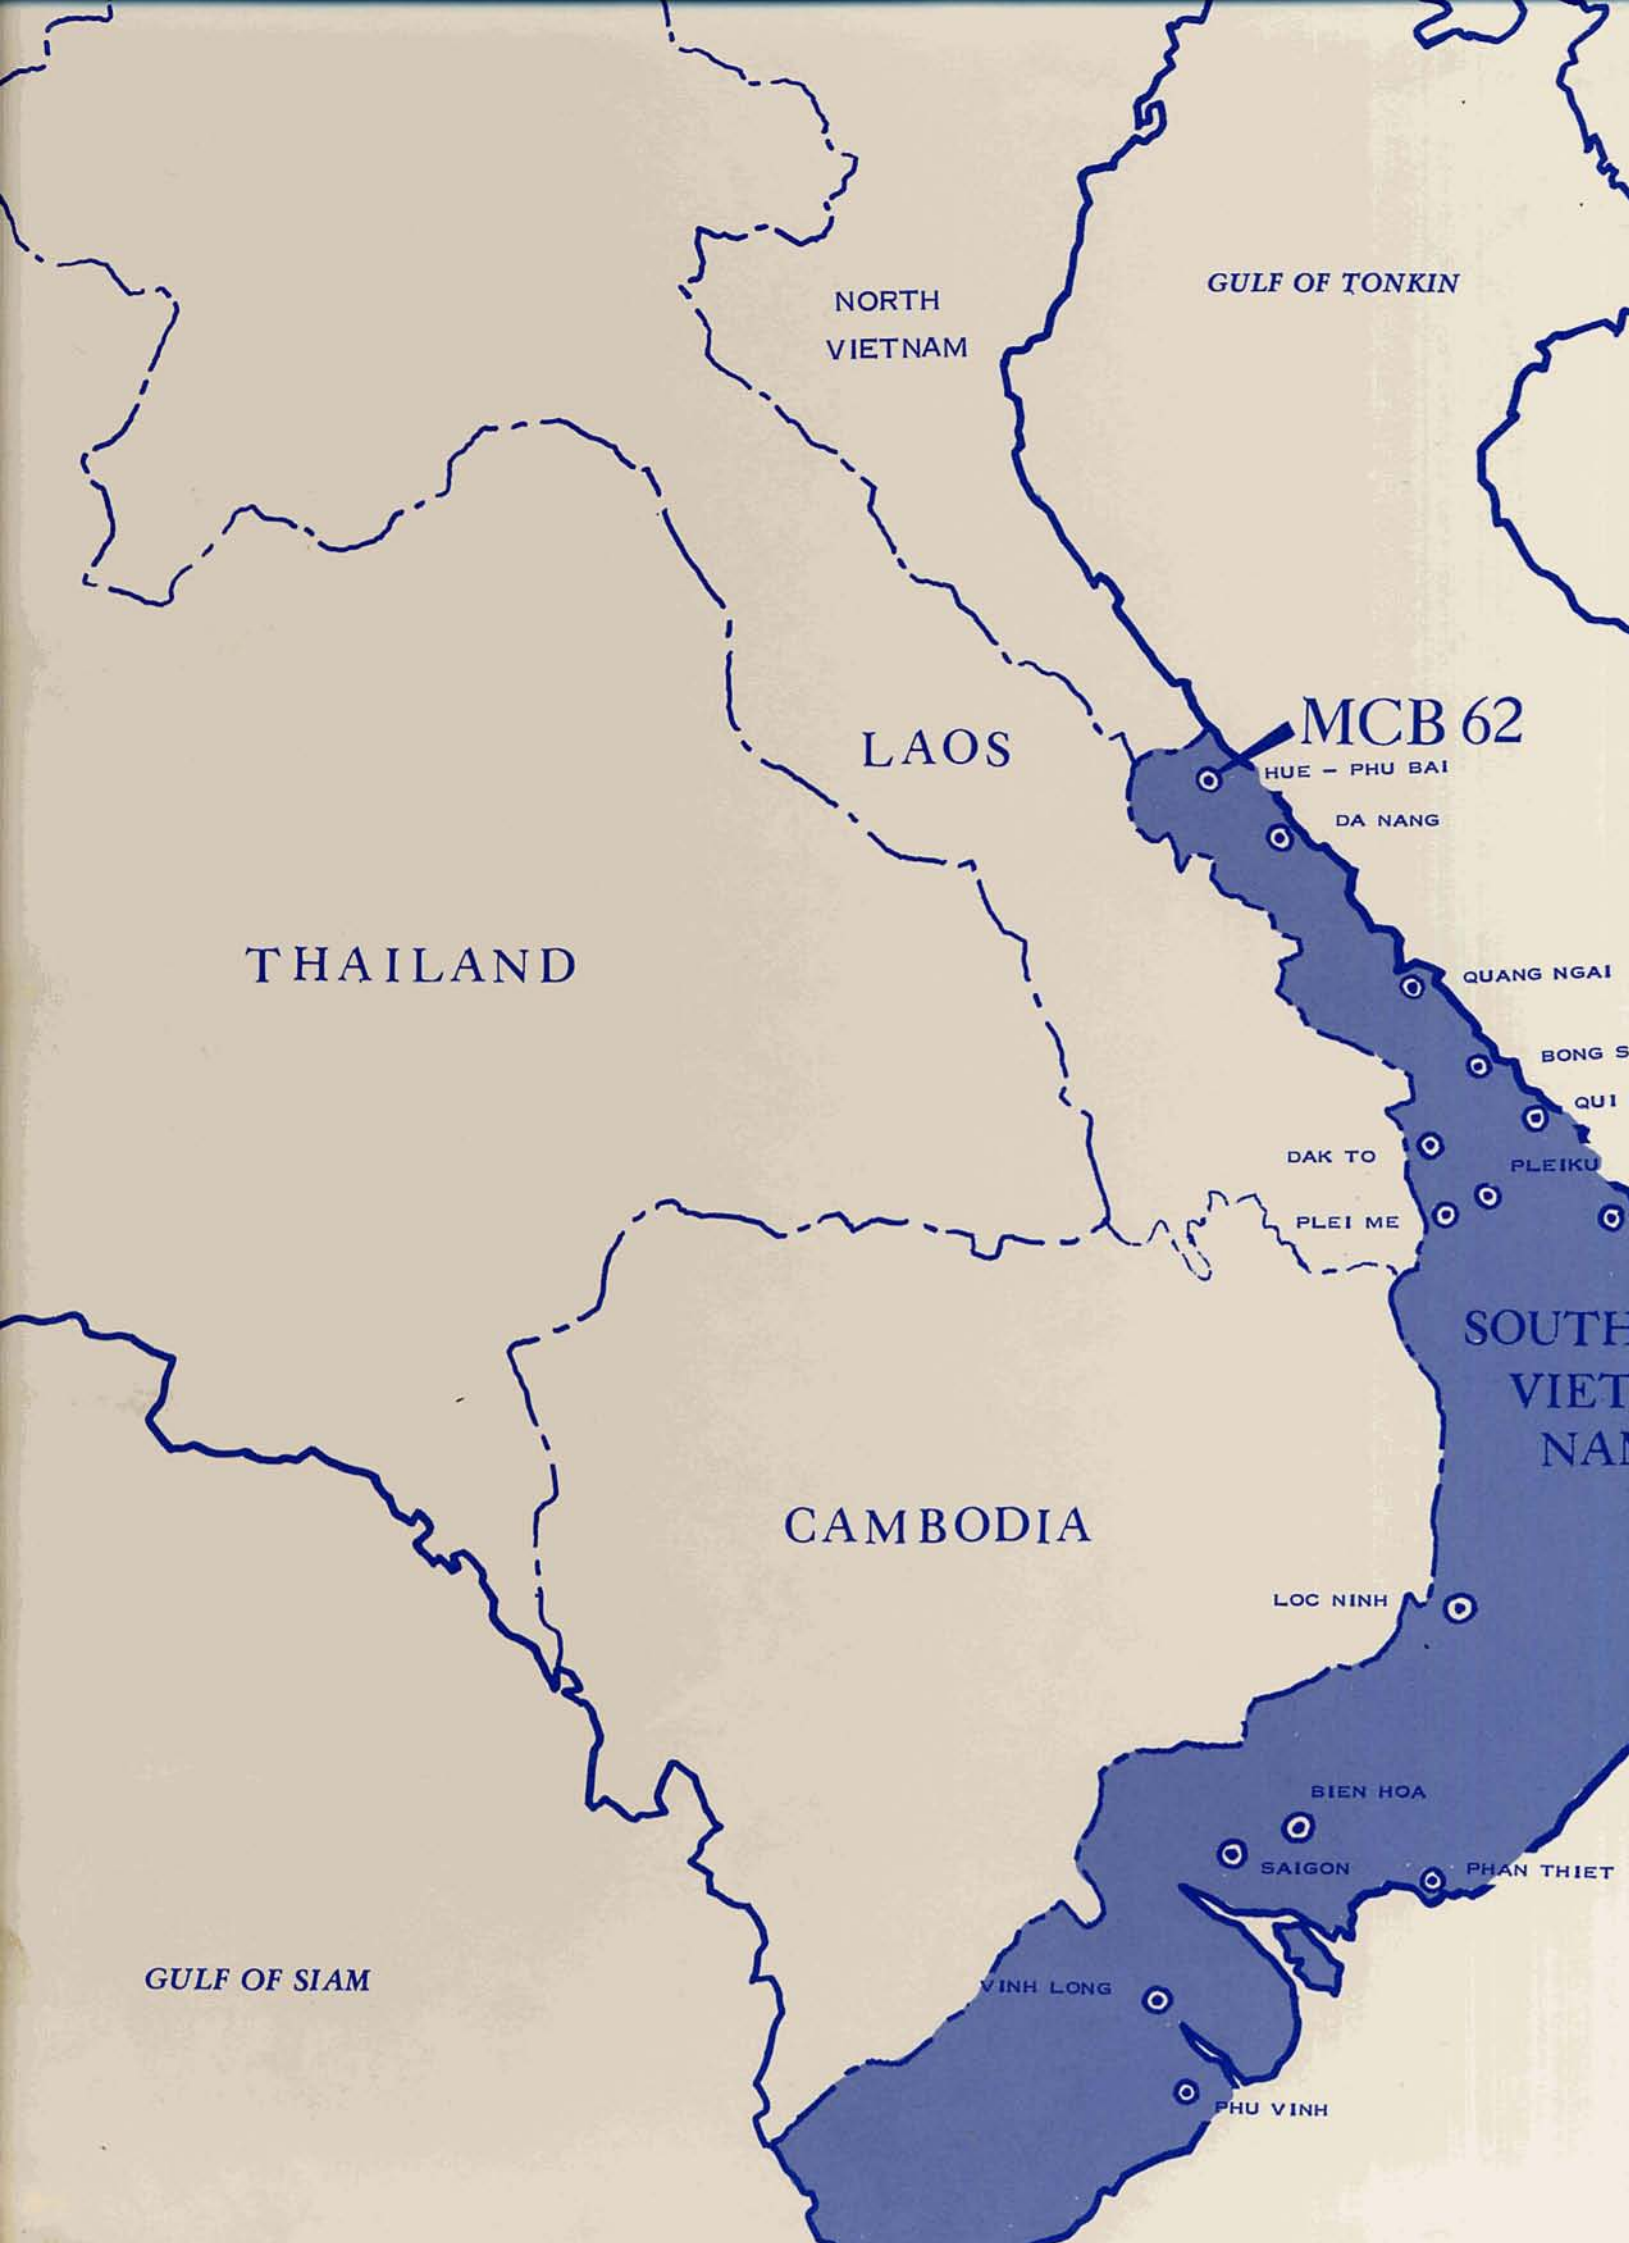 GULF OF TONKIN
NORTH
VIETNAM
MCB 62
LAOS
HUE – PHU BAI
DA NANG
THAILAND
QUANG NGAI
BONG S
QUI
DAK TO
PLEIKU
PLEI ME
SOUTH
VIET
NAM
CAMBODIA
LOC NINH
BIEN HOA
SAIGON
PHAN THIET
GULF OF SIAM
VINH LONG
PHU VINH